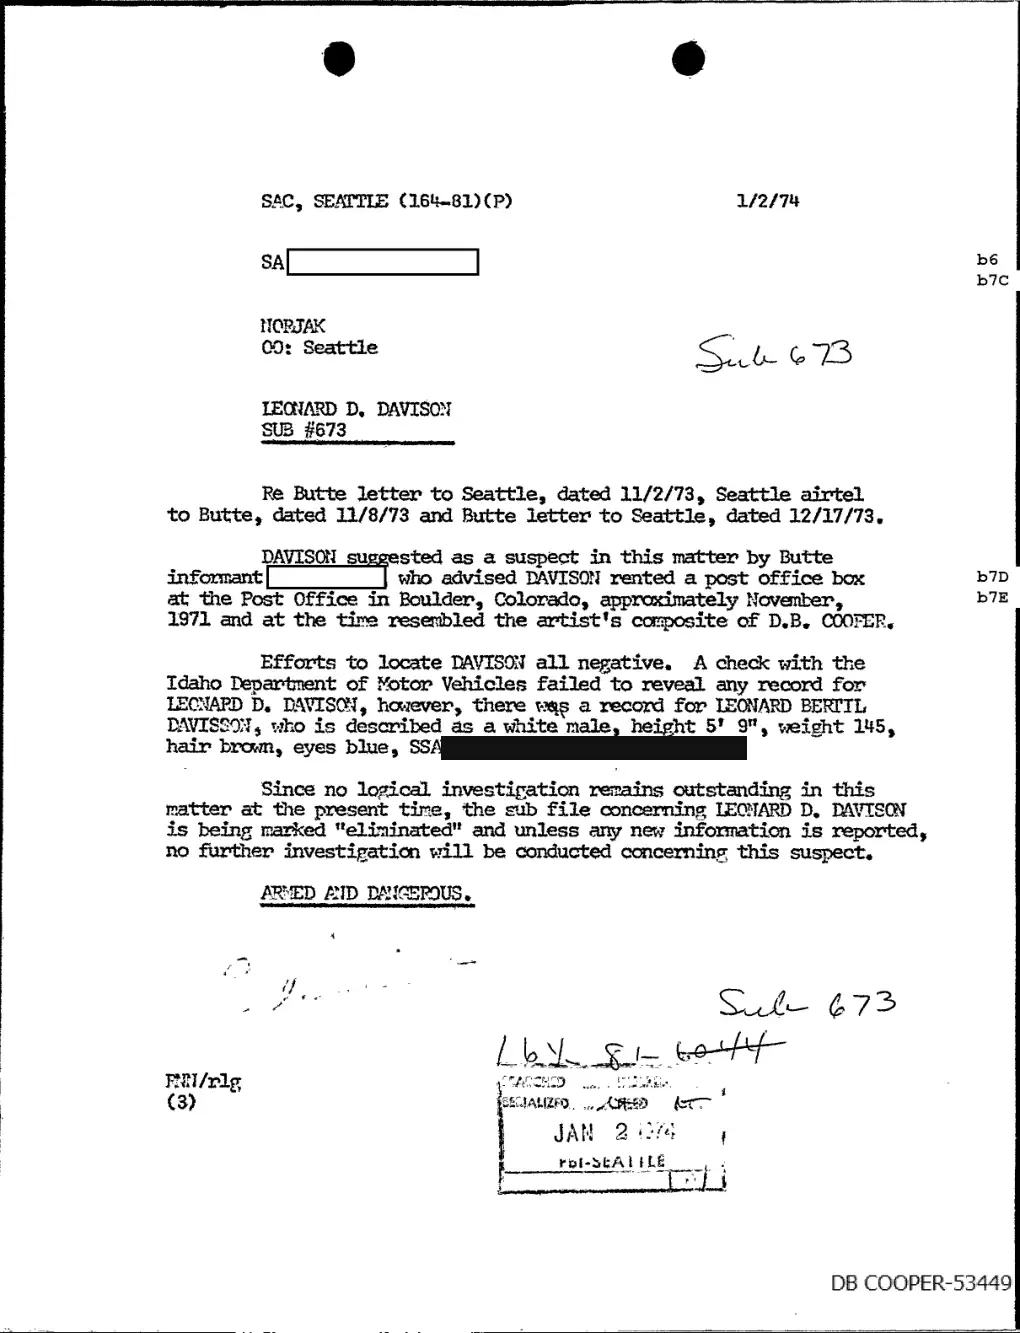 SAC, SEATTLE (164-81)(P) 1/2/74
SA
b6
b7C
NORJAK
OO: Seattle
Sub 673
LEONARD D. DAVISON
SUB #673
Re Butte letter to Seattle, dated 11/2/73, Seattle airtel
to Butte, dated 11/8/73 and Butte letter to Seattle, dated 12/17/73.
DAVISON suggested as a suspect in this matter by Butte
informant who advised DAVISON rented a post office box
b7D
at the Post Office in Boulder, Colorado, approximately November,
b7E
1971 and at the time resembled the artist's composite of D.B. COOPER.
Efforts to locate DAVISON all negative. A check with the
Idaho Department of Motor Vehicles failed to reveal any record for
LEONARD D. DAVISON, however, there was a record for LEONARD BERTIL
DAVISSON, who is described as a white male, height 5' 9", weight 145,
hair brown, eyes blue, SSA
Since no logical investigation remains outstanding in this
matter at the present time, the sub file concerning LEONARD D. DAVISON
is being marked "eliminated" and unless any new information is reported,
no further investigation will be conducted concerning this suspect.
ARMED AND DANGEROUS.
Sub 673
164-81-6044
RNN/rlg
(3)
SEARCHED
SERIALIZED FILED
JAN 2 1974
FBI-SEATTLE
DB COOPER-53449